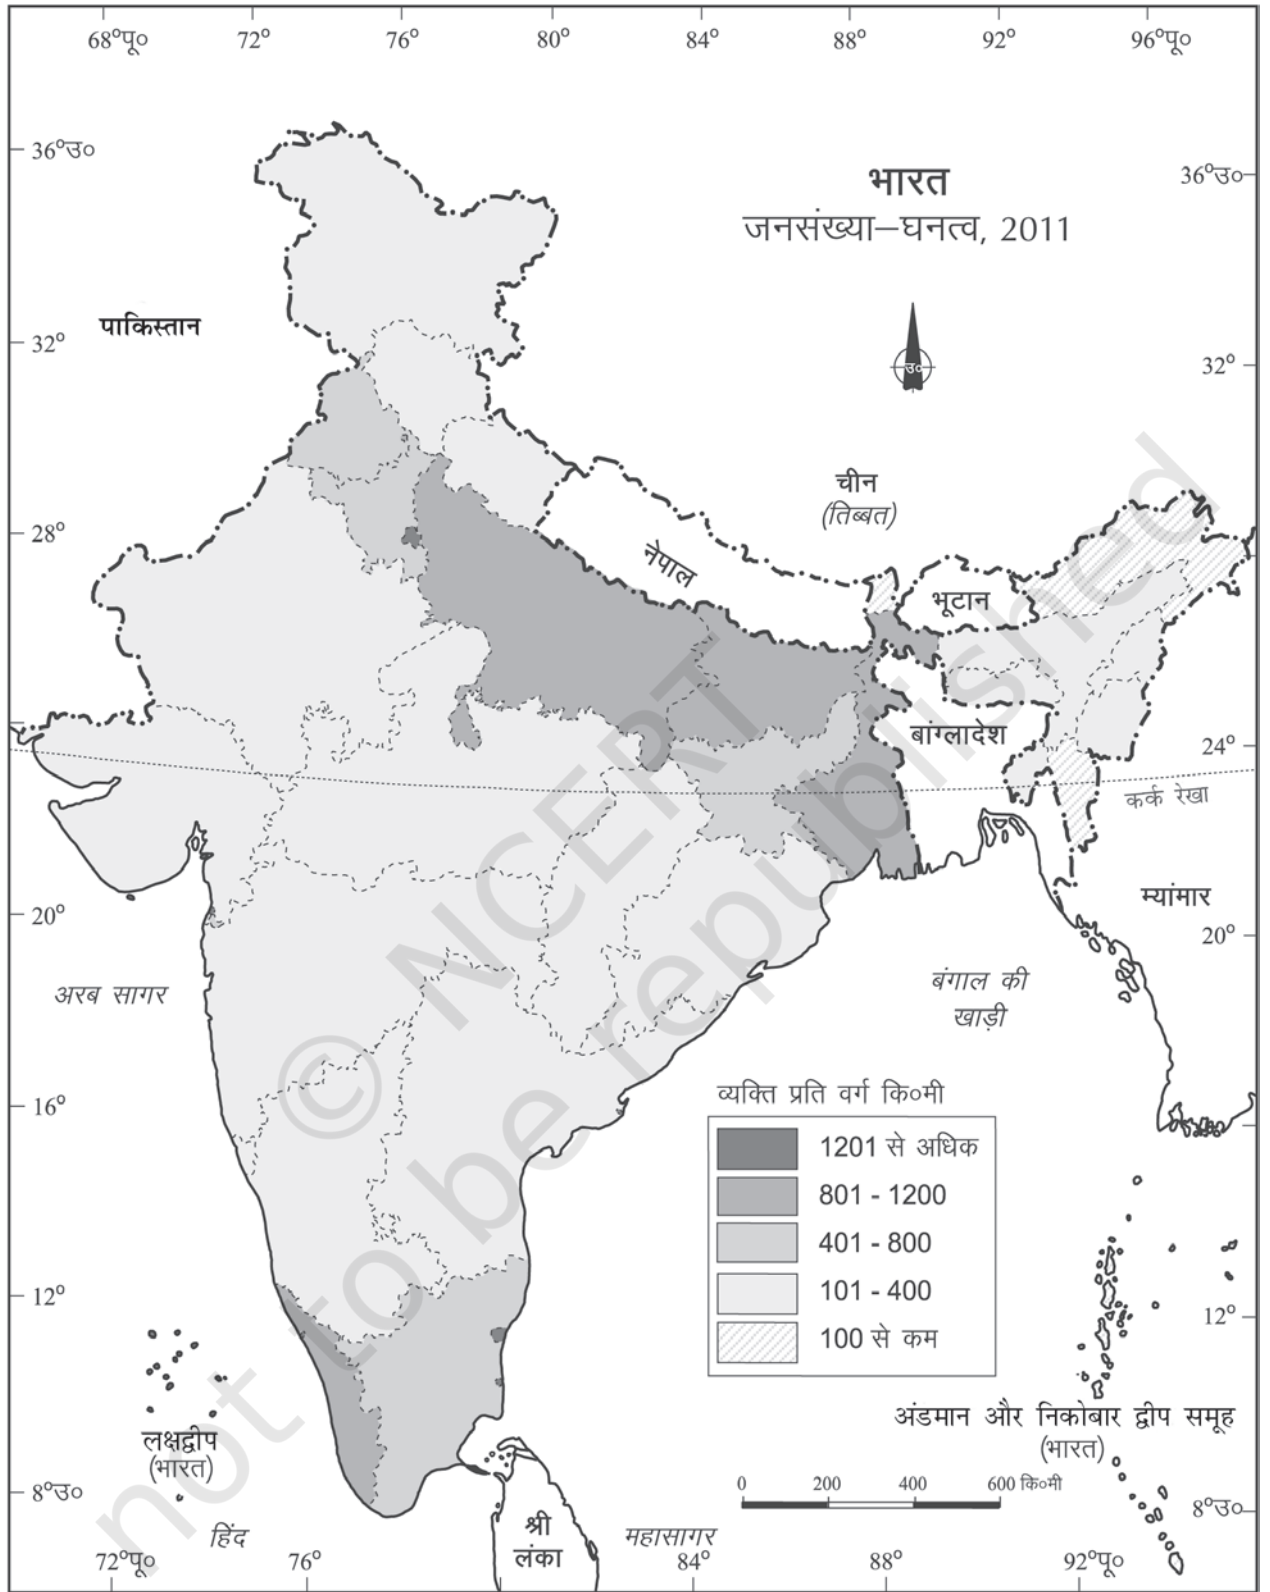 68°पू०
72°
76°
80°
84°
88°
92°
96°पू०
36°उ०
36°उ०
भारत
जनसंख्या–घनत्व, 2011
पाकिस्तान
32°
उ०
32°
चीन
(तिब्बत)
28°
नेपाल
भूटान
बांग्लादेश
24°
कर्क रेखा
म्यांमार
20°
20°
अरब सागर
बंगाल की
खाड़ी
16°
व्यक्ति प्रति वर्ग कि०मी
1201 से अधिक
801 - 1200
401 - 800
101 - 400
100 से कम
12°
12°
लक्षद्वीप
(भारत)
अंडमान और निकोबार द्वीप समूह
(भारत)
0 200 400 600 कि०मी
8°उ०
8°उ०
हिंद
महासागर
श्री
लंका
72°पू०
76°
84°
88°
92°पू०
© NCERT
not to be republished